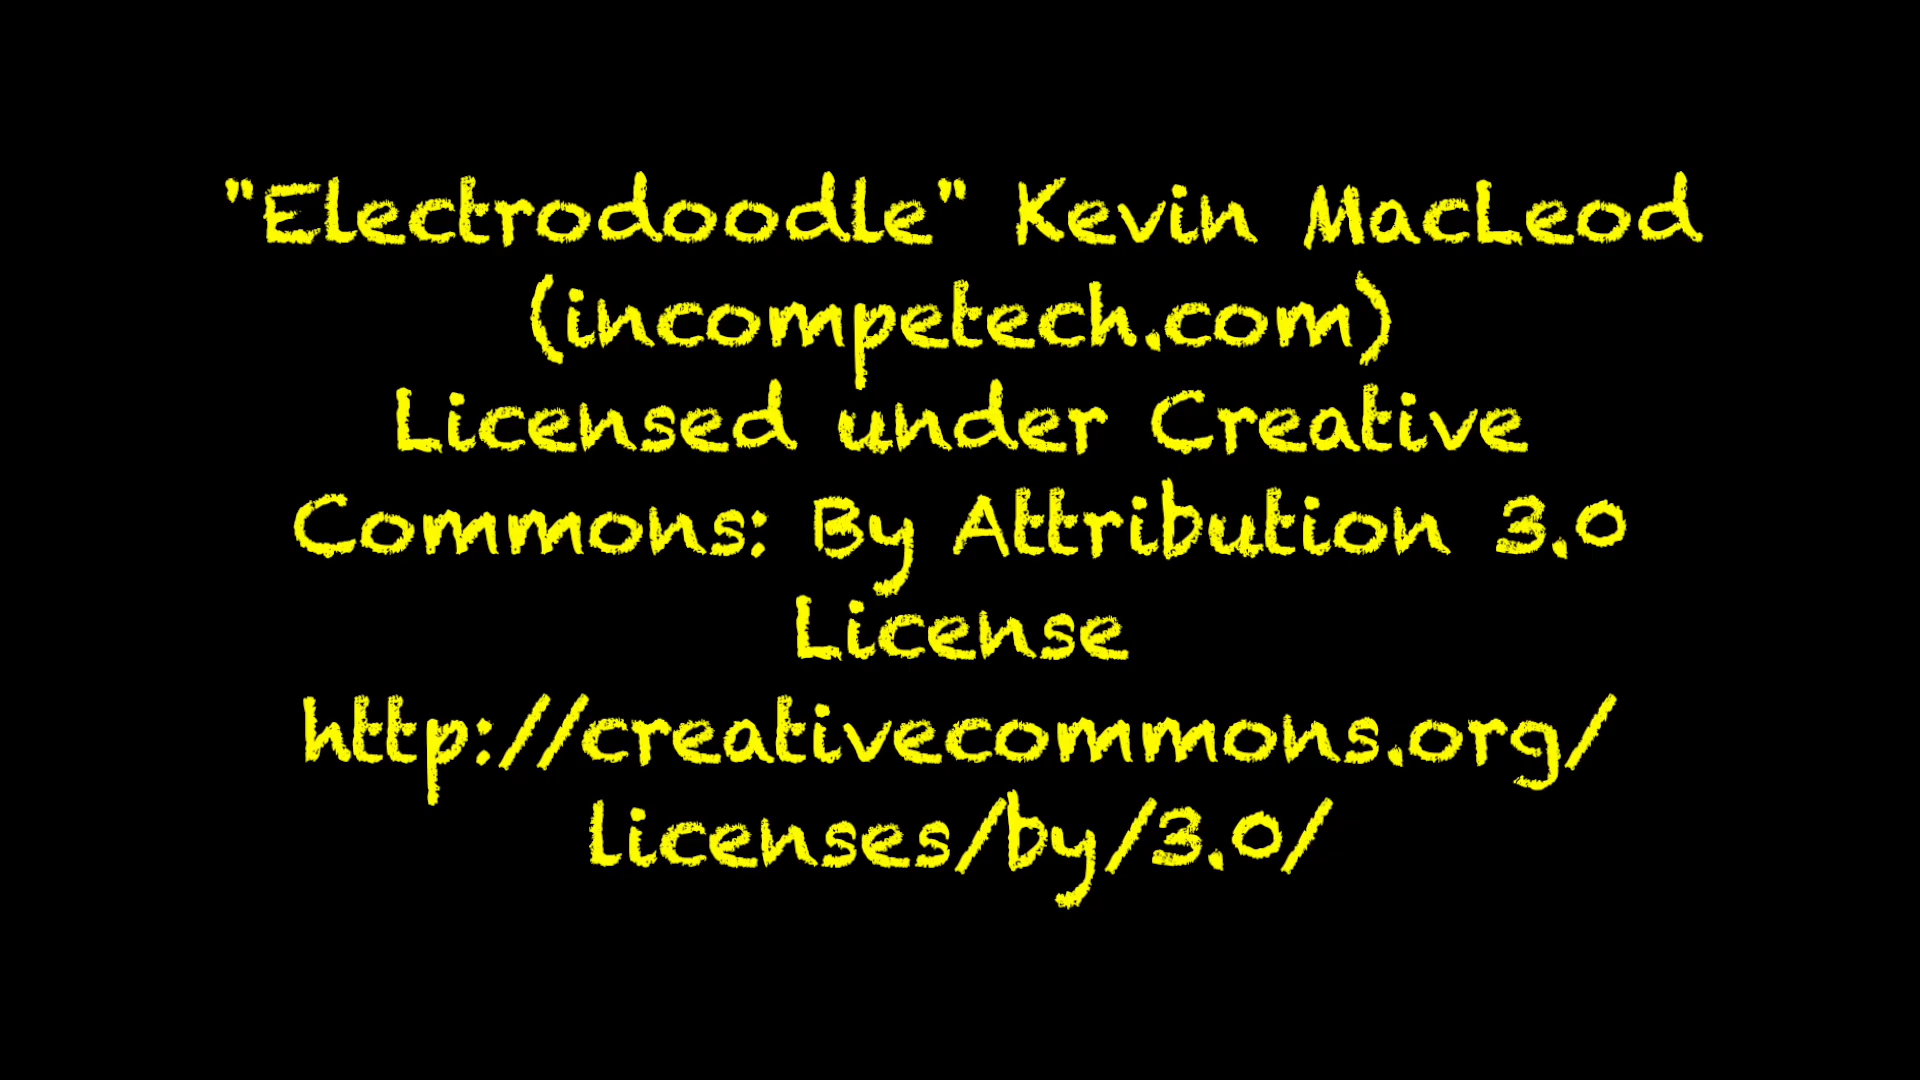 "Electrodoodle" Kevin MacLeod
(incompetech.com)
Licensed under Creative
Commons: By Attribution 3.0
License
http://creativecommons.org/
licenses/by/3.0/